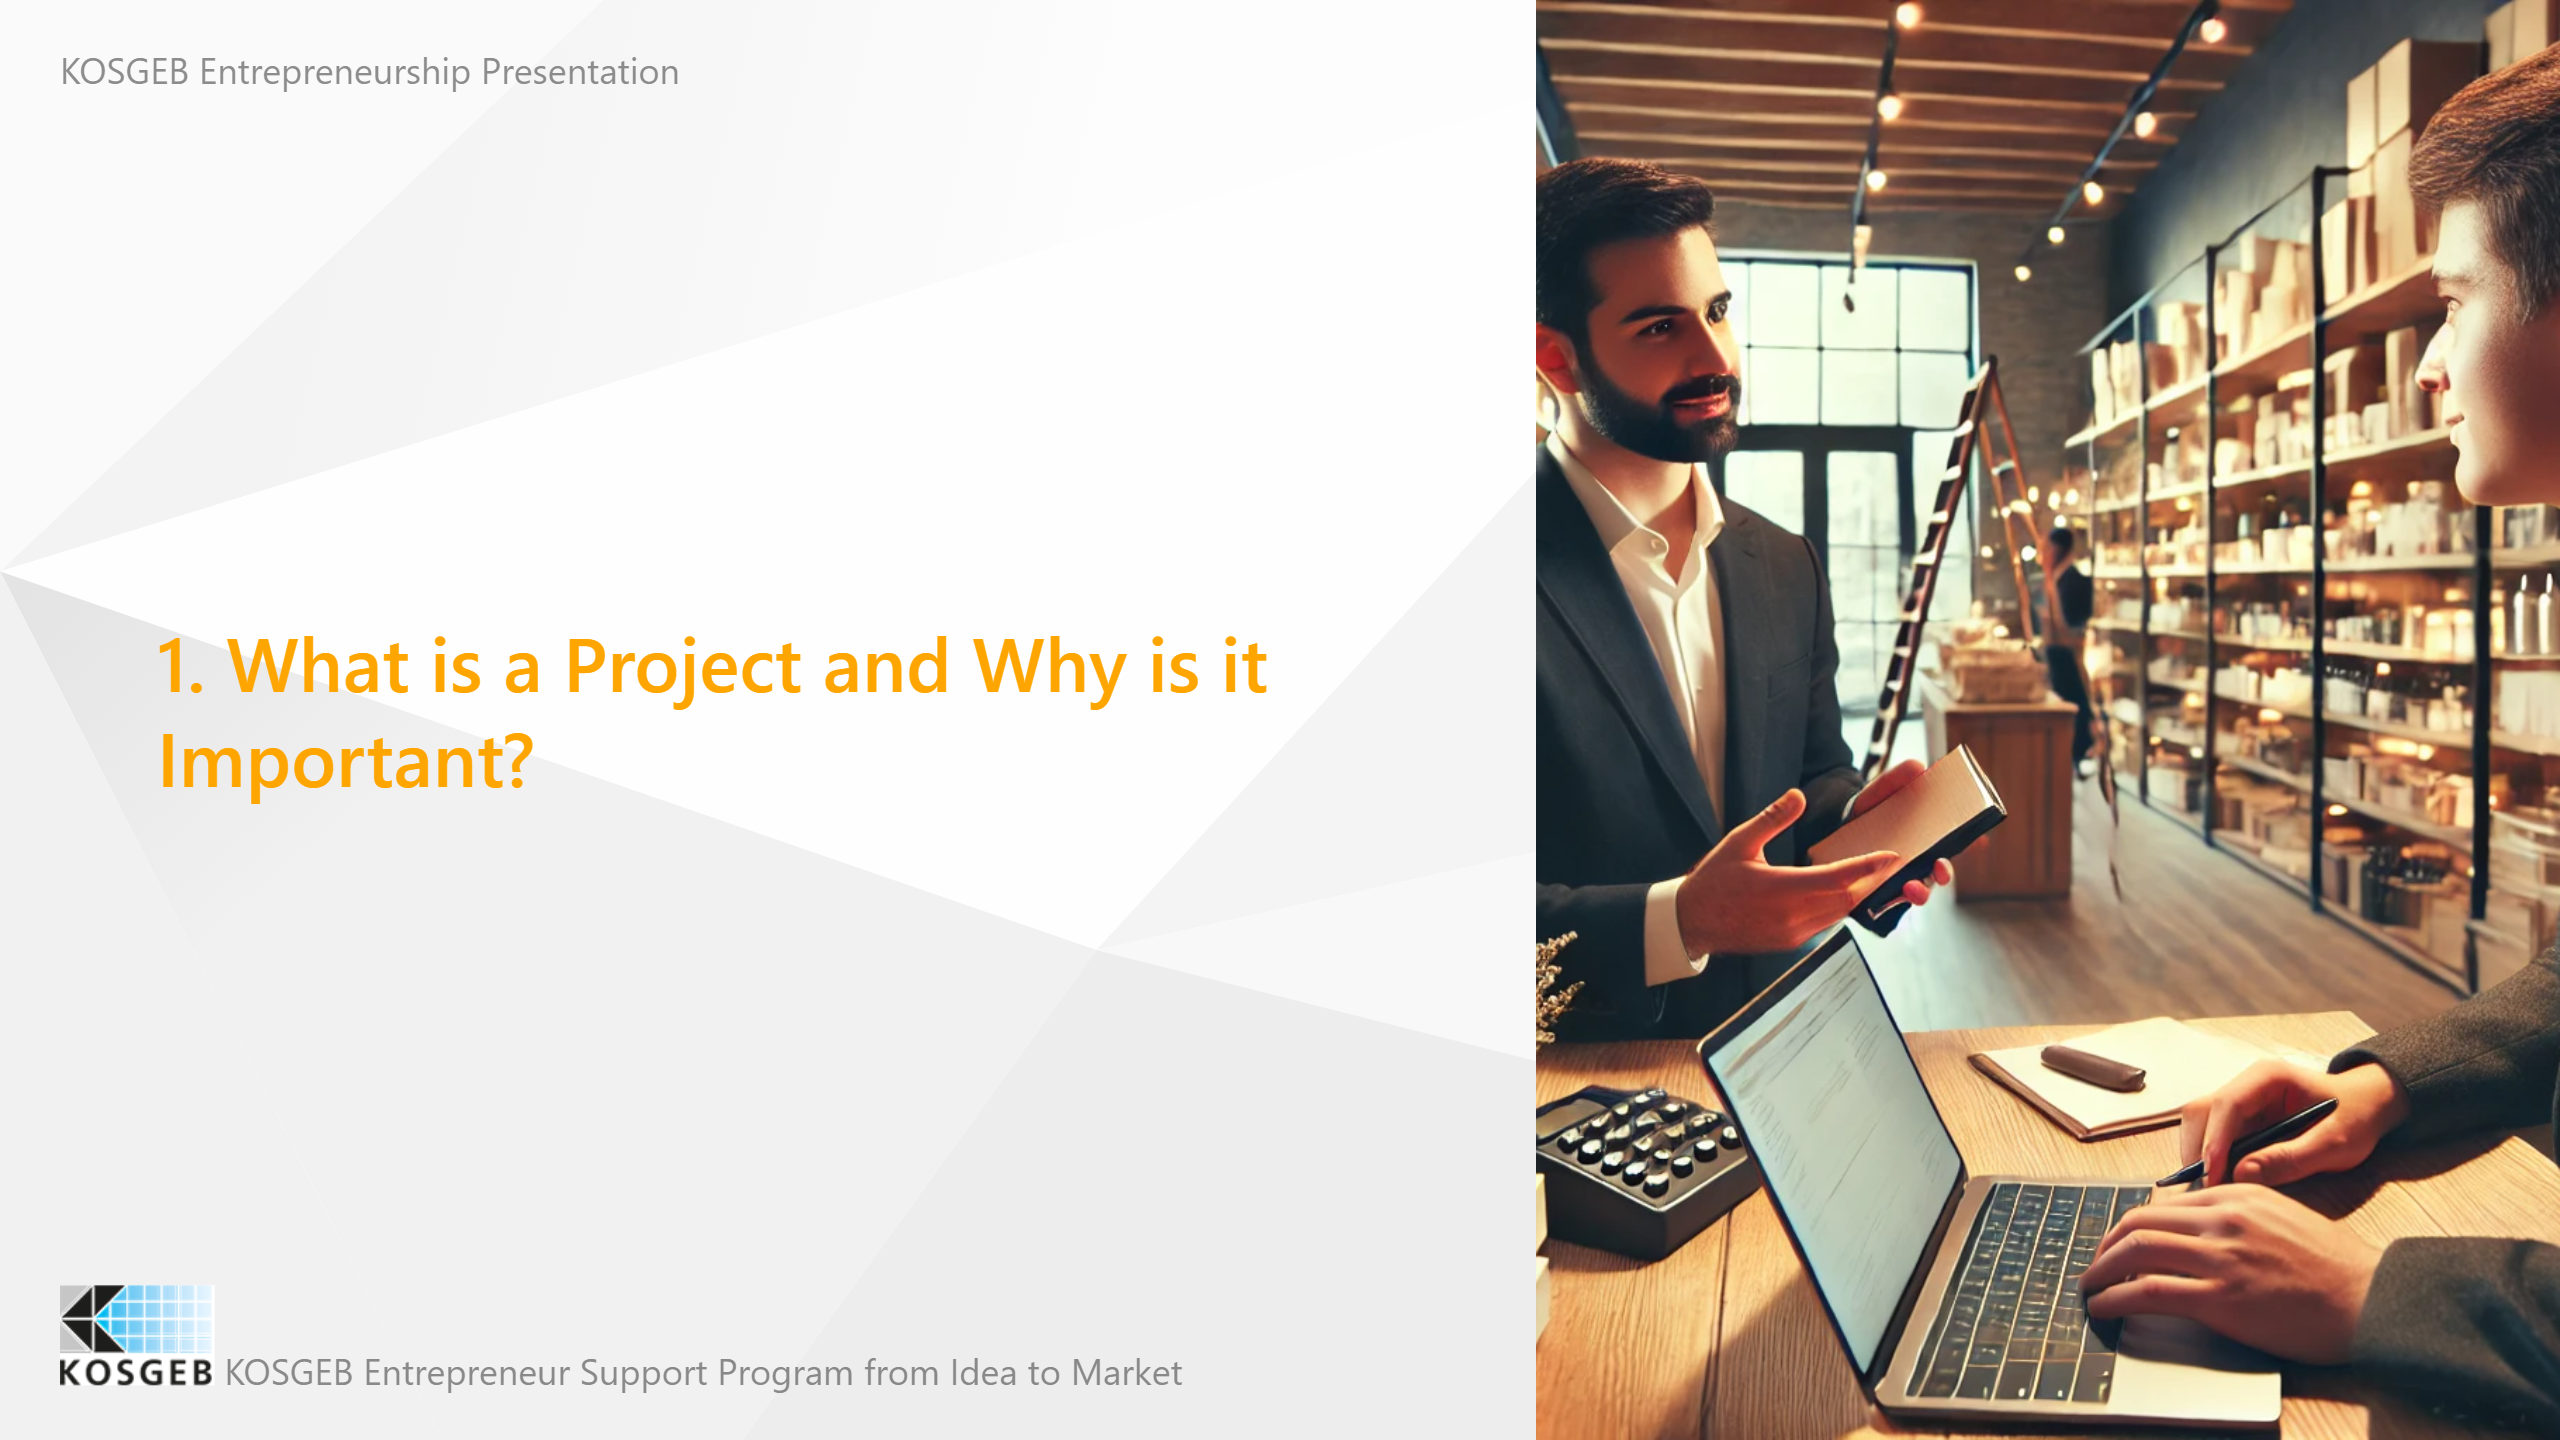 KOSGEB Entrepreneurship Presentation
1. What is a Project and Why is it
Important?
KOSGEB
KOSGEB Entrepreneur Support Program from Idea to Market